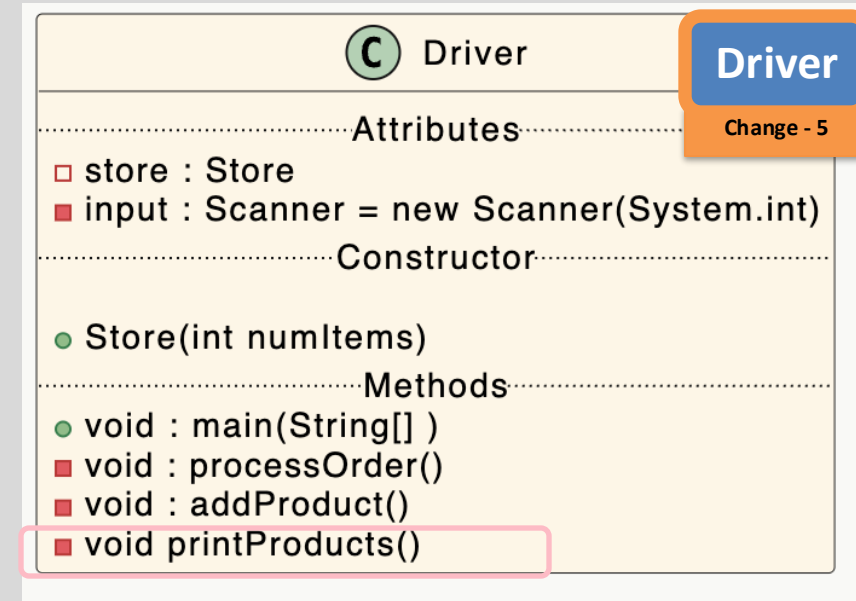 C Driver
Driver
Change - 5
Attributes
store : Store
input : Scanner = new Scanner(System.int)
Constructor
Store(int numItems)
Methods
void : main(String[] )
void : processOrder()
void : addProduct()
void printProducts()